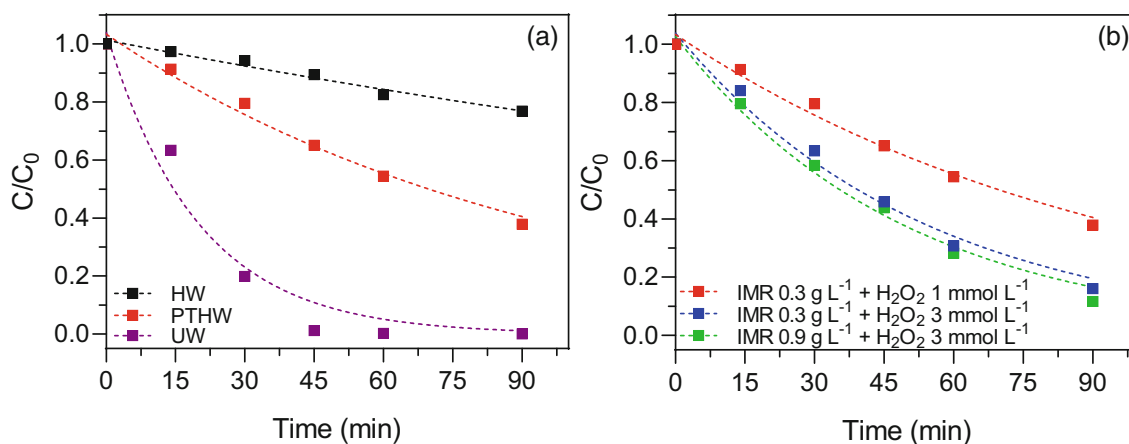 (a)
C/C₀
1.0
0.8
0.6
0.4
0.2
0.0
HW
PTHW
UW
0 15 30 45 60 75 90
Time (min)
(b)
C/C₀
1.0
0.8
0.6
0.4
0.2
0.0
IMR 0.3 g L⁻¹ + H₂O₂ 1 mmol L⁻¹
IMR 0.3 g L⁻¹ + H₂O₂ 3 mmol L⁻¹
IMR 0.9 g L⁻¹ + H₂O₂ 3 mmol L⁻¹
0 15 30 45 60 75 90
Time (min)